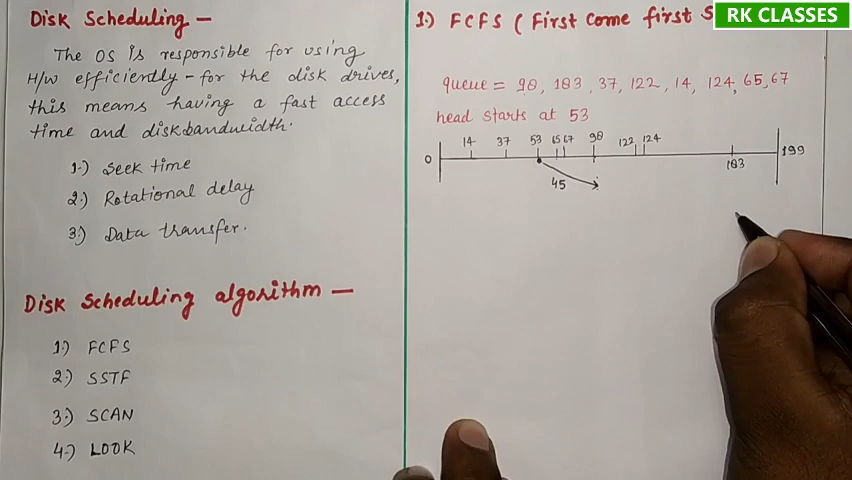 Disk Scheduling -
The OS is responsible for using
H/W efficiently - for the disk drives,
this means having a fast access
time and disk bandwidth.
1:) Seek time
2:) Rotational delay
3:) Data transfer.
Disk Scheduling algorithm -
1:) FCFS
2:) SSTF
3:) SCAN
4:) LOOK
RK CLASSES
1:) FCFS ( First come first S
queue = 98, 183, 37, 122, 14, 124, 65, 67
head starts at 53
0 14 37 53 65 67 98 122 124 183 199
45